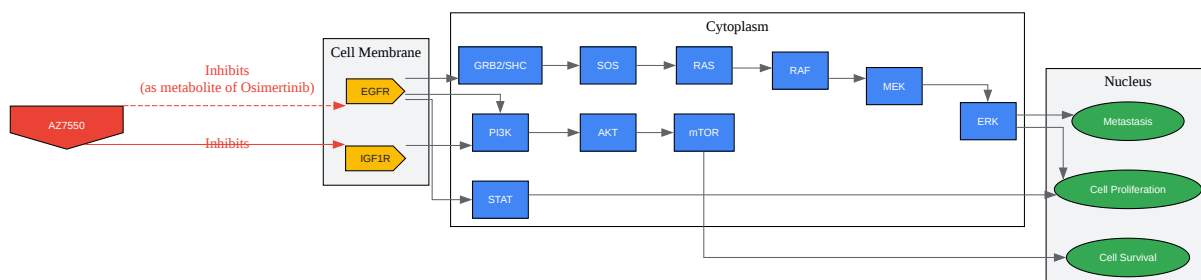 Cytoplasm
Cell Membrane
GRB2/SHC
SOS
RAS
RAF
MEK
ERK
Inhibits
(as metabolite of Osimertinib)
EGFR
AZ7550
Inhibits
IGF1R
PI3K
AKT
mTOR
STAT
Nucleus
Metastasis
Cell Proliferation
Cell Survival